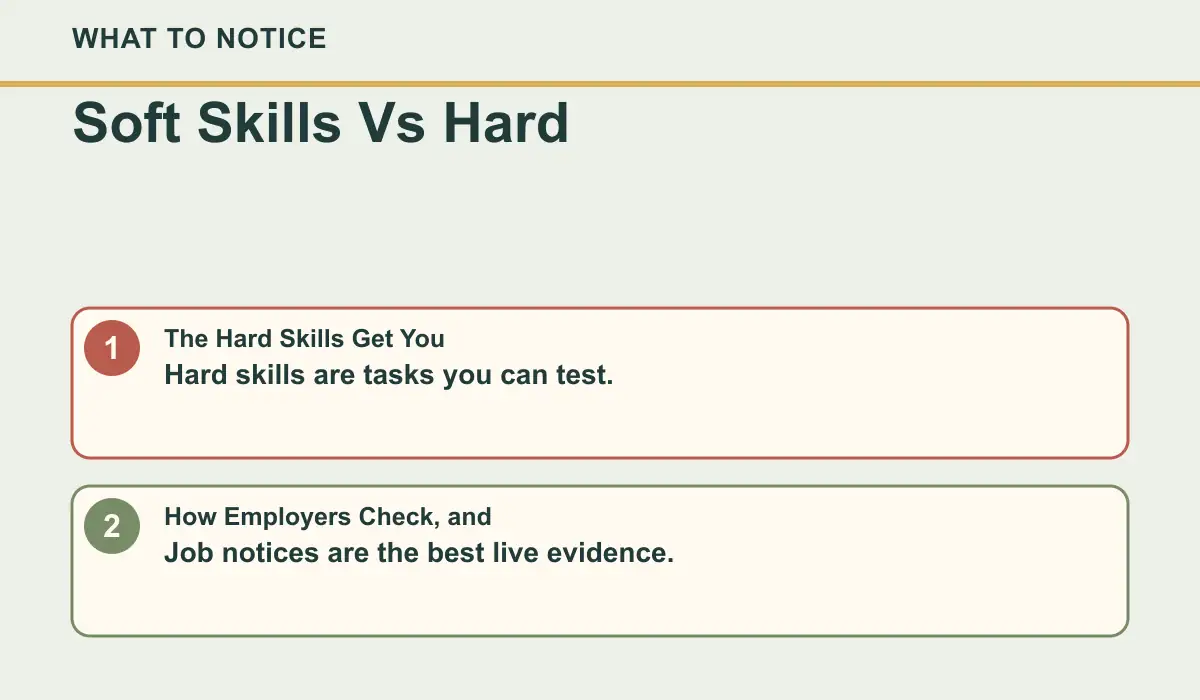 WHAT TO NOTICE
Soft Skills Vs Hard
1
The Hard Skills Get You
Hard skills are tasks you can test.
2
How Employers Check, and
Job notices are the best live evidence.